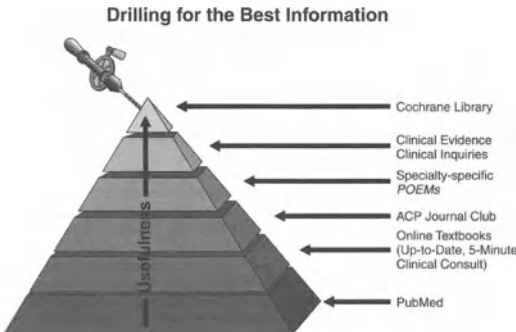 Drilling for the Best Information
Cochrane Library
Clinical Evidence
Clinical Inquiries
Specialty-specific
POEMs
ACP Journal Club
Online Textbooks
(Up-to-Date, 5-Minute
Clinical Consult)
PubMed
Usefulness